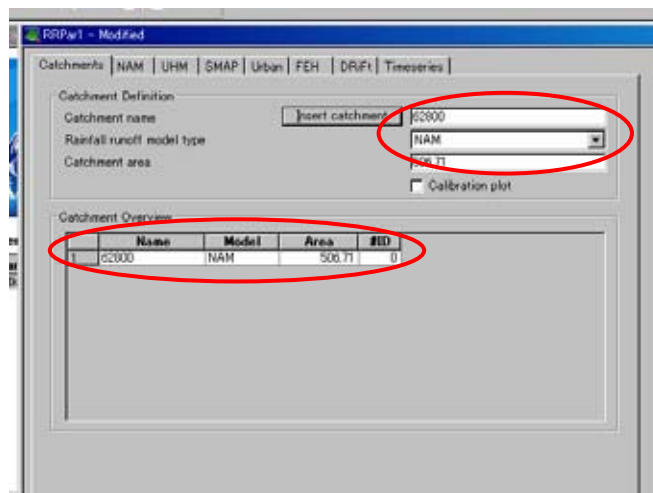 RRPar1 - Modified
Catchments NAM UHM SMAP Urban FEH DRiFt Timeseries
Catchment Definition
Catchment name Insert catchment 62800
Rainfall runoff model type NAM
Catchment area 506.71
Calibration plot
Catchment Overview
Name Model Area #ID
1 62800 NAM 506.71 0